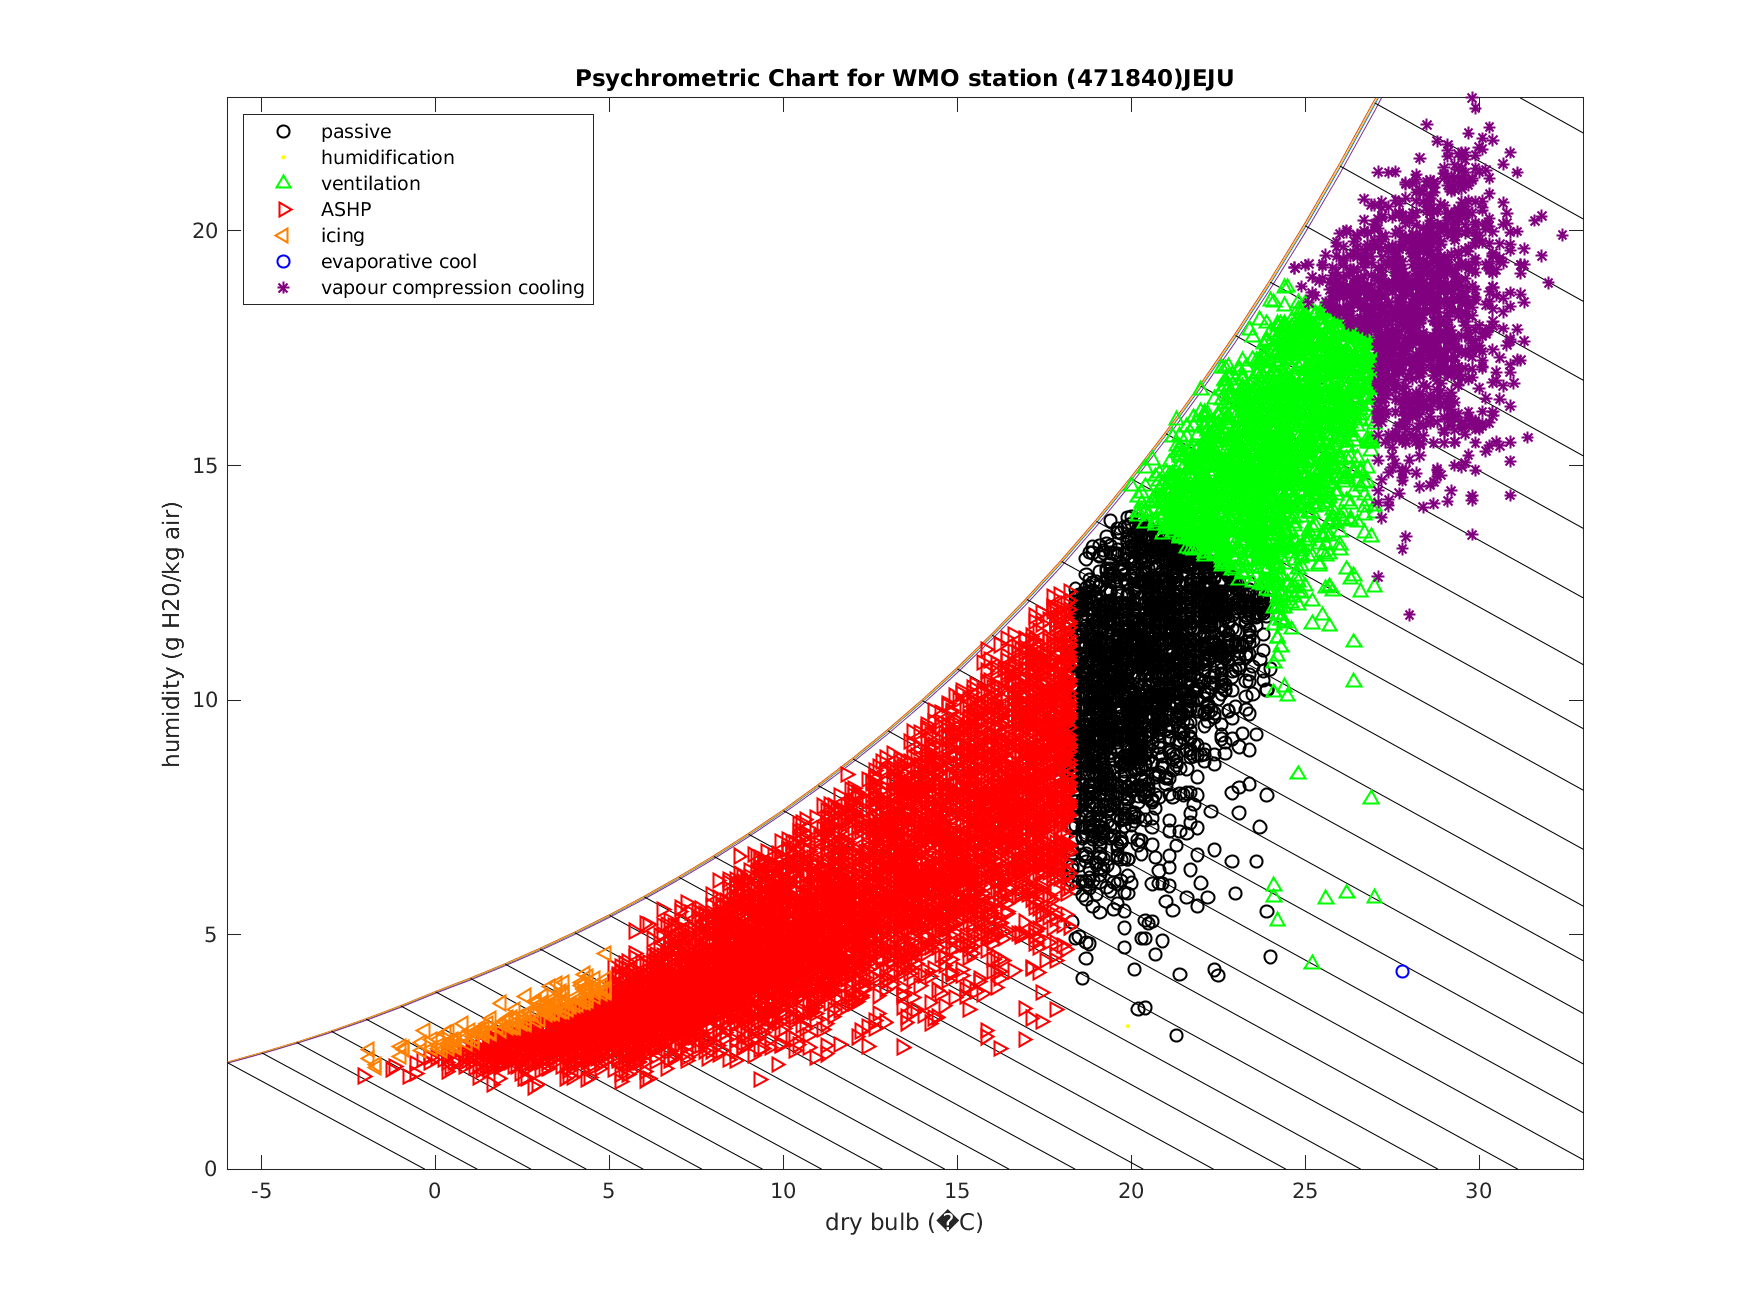 Psychrometric Chart for WMO station (471840)JEJU
passive
humidification
ventilation
ASHP
icing
evaporative cool
vapour compression cooling
humidity (g H20/kg air)
20
15
10
5
0
-5 0 5 10 15 20 25 30
dry bulb (�C)